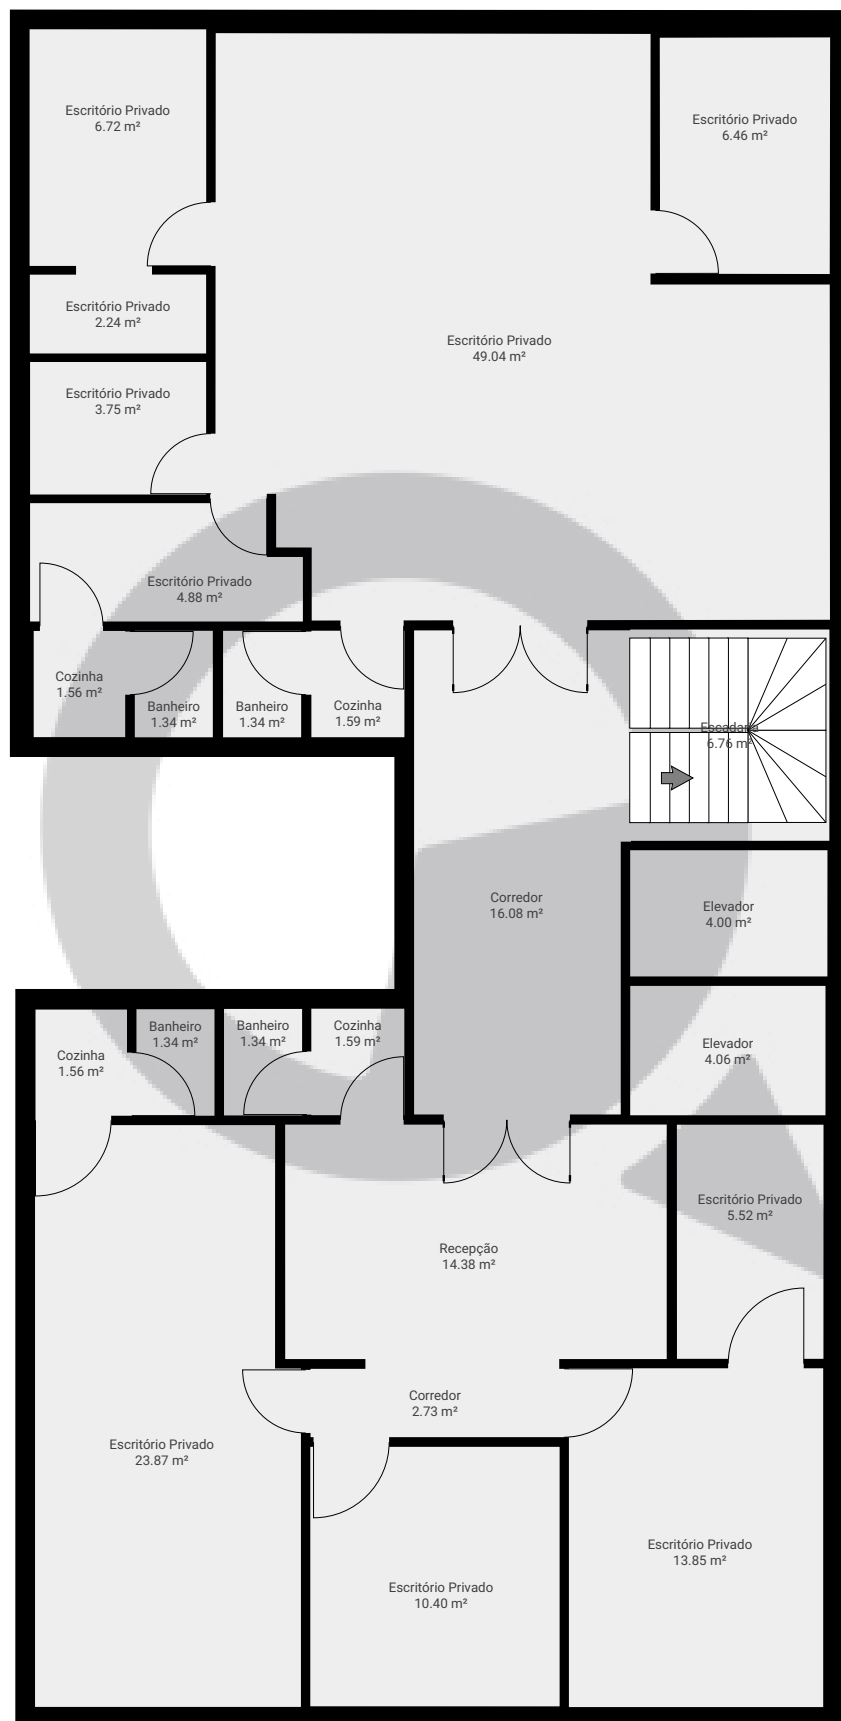 Escritório Privado
6.72 m²
Escritório Privado
6.46 m²
Escritório Privado
2.24 m²
Escritório Privado
49.04 m²
Escritório Privado
3.75 m²
Escritório Privado
4.88 m²
Cozinha
1.56 m²
Banheiro
1.34 m²
Banheiro
1.34 m²
Cozinha
1.59 m²
Escadaria
6.76 m²
Corredor
16.08 m²
Elevador
4.00 m²
Elevador
4.06 m²
Cozinha
1.56 m²
Banheiro
1.34 m²
Banheiro
1.34 m²
Cozinha
1.59 m²
Escritório Privado
5.52 m²
Recepção
14.38 m²
Corredor
2.73 m²
Escritório Privado
23.87 m²
Escritório Privado
10.40 m²
Escritório Privado
13.85 m²